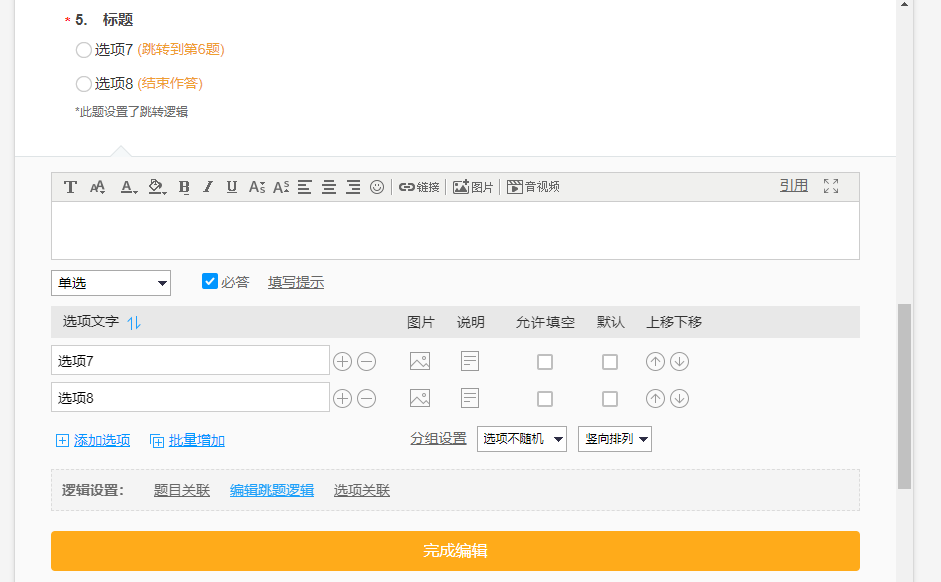 * 5. 标题
选项7 (跳转到第6题)
选项8 (结束作答)
*此题设置了跳转逻辑
T A A B I U A A 链接 图片 音视频 引用
单选 必答 填写提示
选项文字 图片 说明 允许填空 默认 上移下移
选项7
选项8
添加选项 批量增加 分组设置 选项不随机 竖向排列
逻辑设置： 题目关联 编辑跳题逻辑 选项关联
完成编辑